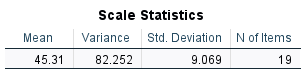 Scale Statistics
Mean Variance Std. Deviation N of Items
45.31 82.252 9.069 19